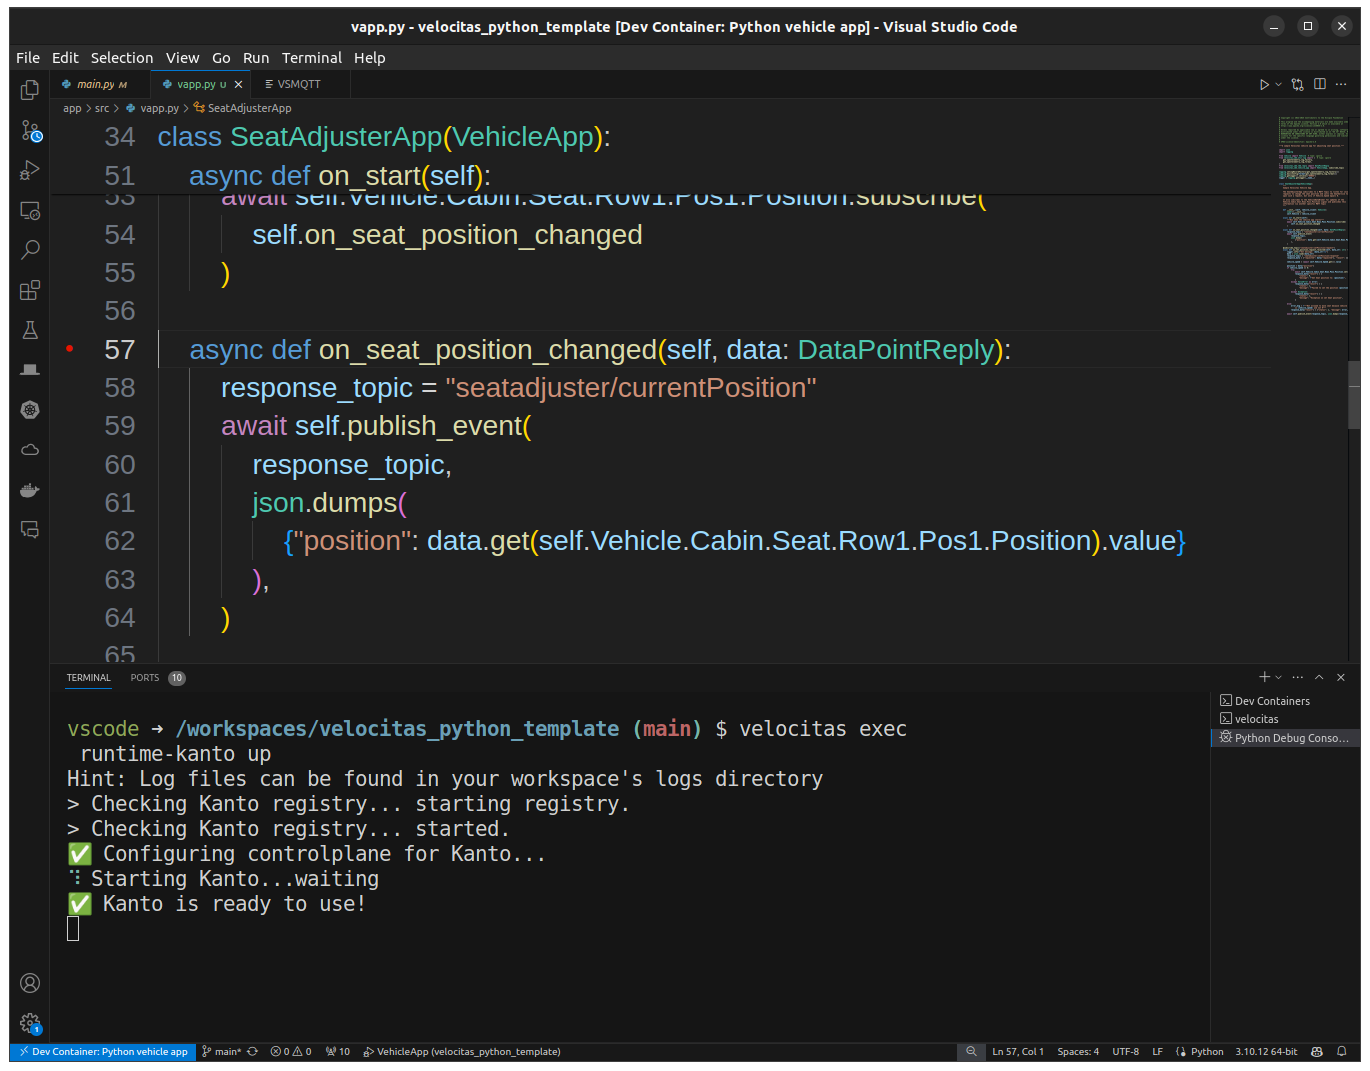 vapp.py - velocitas_python_template [Dev Container: Python vehicle app] - Visual Studio Code
File Edit Selection View Go Run Terminal Help
main.py M vapp.py U VSMQTT
app > src > vapp.py > SeatAdjusterApp
34 class SeatAdjusterApp(VehicleApp):
51 async def on_start(self):
53 await self.Vehicle.Cabin.Seat.Row1.Pos1.Position.subscribe(
54 self.on_seat_position_changed
55 )
56
57 async def on_seat_position_changed(self, data: DataPointReply):
58 response_topic = "seatadjuster/currentPosition"
59 await self.publish_event(
60 response_topic,
61 json.dumps(
62 {"position": data.get(self.Vehicle.Cabin.Seat.Row1.Pos1.Position).value}
63 ),
64 )
65
TERMINAL PORTS 10
Dev Containers
velocitas
Python Debug Conso...
vscode ➜ /workspaces/velocitas_python_template (main) $ velocitas exec
runtime-kanto up
Hint: Log files can be found in your workspace's logs directory
> Checking Kanto registry... starting registry.
> Checking Kanto registry... started.
✅ Configuring controlplane for Kanto...
⠹ Starting Kanto...waiting
✅ Kanto is ready to use!
1
Dev Container: Python vehicle app main* 0 0 10 VehicleApp (velocitas_python_template) Ln 57, Col 1 Spaces: 4 UTF-8 LF Python 3.10.12 64-bit